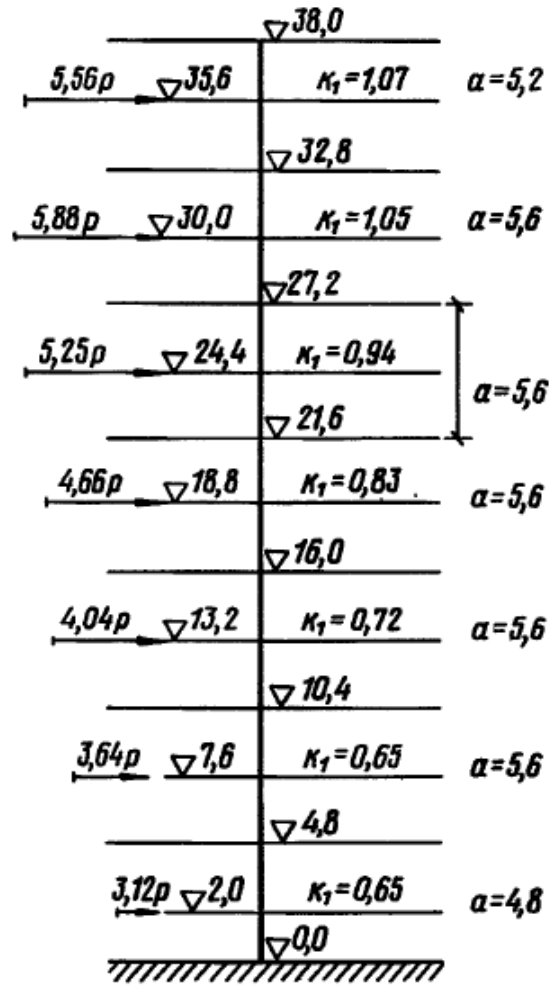 38,0
5,56p 35,6 к₁=1,07 a=5,2
32,8
5,88p 30,0 к₁=1,05 a=5,6
27,2
5,25p 24,4 к₁=0,94
a=5,6
21,6
4,66p 18,8 к₁=0,83 a=5,6
16,0
4,04p 13,2 к₁=0,72 a=5,6
10,4
3,64p 7,6 к₁=0,65 a=5,6
4,8
3,12p 2,0 к₁=0,65 a=4,8
0,0